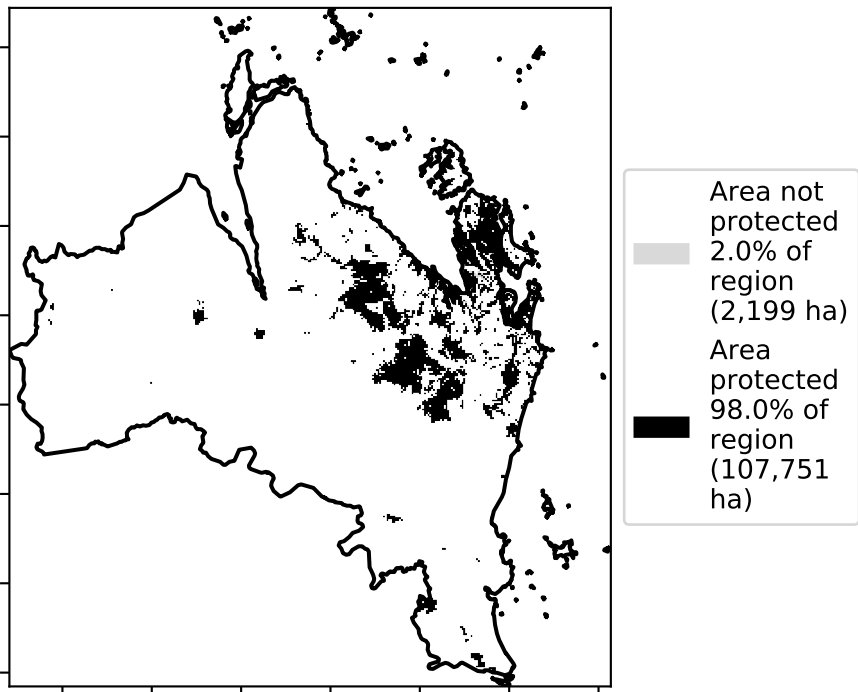 Area not
protected
2.0% of
region
(2,199 ha)
Area
protected
98.0% of
region
(107,751
ha)